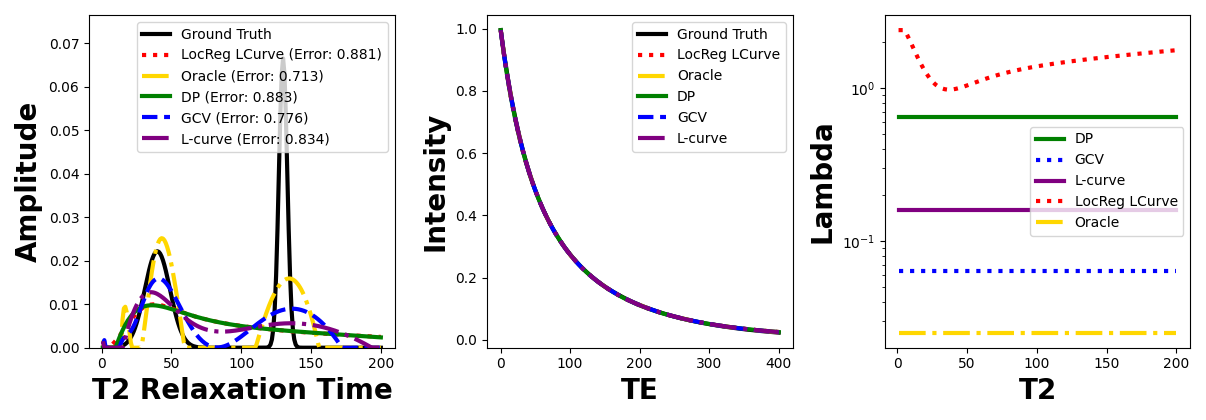 Amplitude
0.07
0.06
0.05
0.04
0.03
0.02
0.01
0.00
Ground Truth
LocReg LCurve (Error: 0.881)
Oracle (Error: 0.713)
DP (Error: 0.883)
GCV (Error: 0.776)
L-curve (Error: 0.834)
0 50 100 150 200
T2 Relaxation Time
Intensity
1.0
0.8
0.6
0.4
0.2
0.0
Ground Truth
LocReg LCurve
Oracle
DP
GCV
L-curve
0 100 200 300 400
TE
Lambda
10⁰
10⁻¹
DP
GCV
L-curve
LocReg LCurve
Oracle
0 50 100 150 200
T2